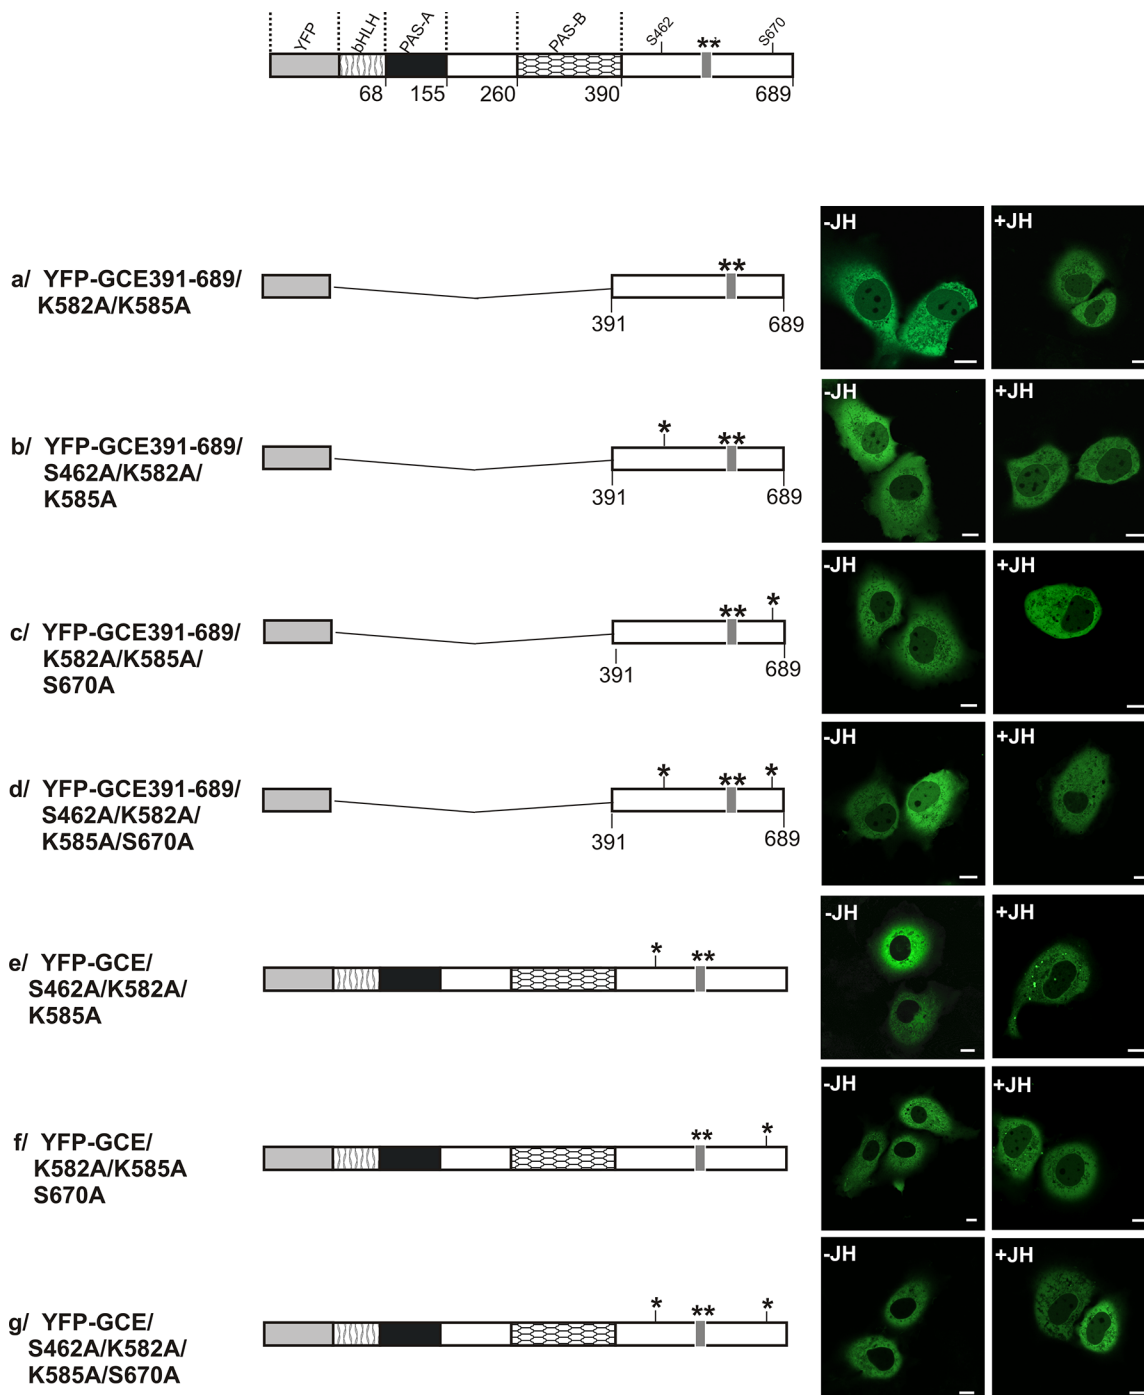 YFP bHLH PAS-A PAS-B S462 ** S670
68 155 260 390 689
-JH +JH
a/ YFP-GCE391-689/
K582A/K585A
**
391 689
-JH +JH
b/ YFP-GCE391-689/
S462A/K582A/
K585A
* **
391 689
-JH +JH
c/ YFP-GCE391-689/
K582A/K585A/
S670A
** *
391 689
-JH +JH
d/ YFP-GCE391-689/
S462A/K582A/
K585A/S670A
* ** *
391 689
-JH +JH
e/ YFP-GCE/
S462A/K582A/
K585A
* **
-JH +JH
f/ YFP-GCE/
K582A/K585A
S670A
** *
-JH +JH
g/ YFP-GCE/
S462A/K582A/
K585A/S670A
* ** *